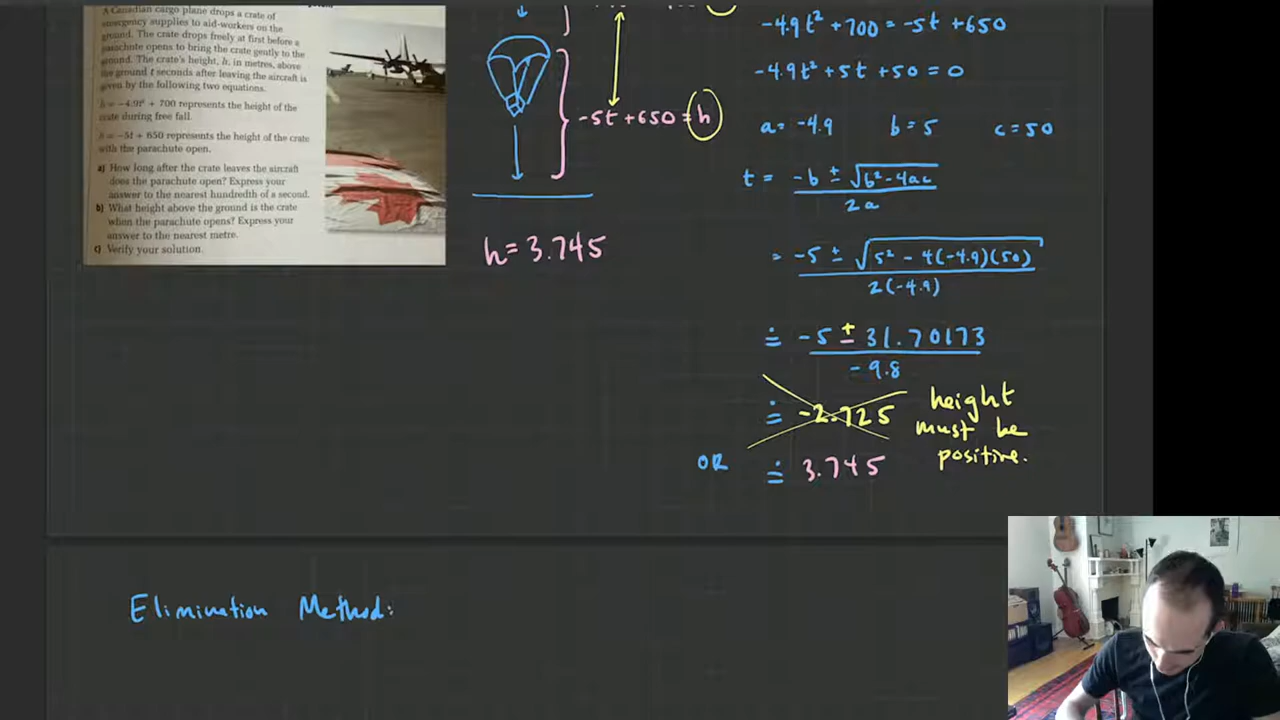 A Canadian cargo plane drops a crate of
emergency supplies to aid-workers on the
ground. The crate drops freely at first before a
parachute opens to bring the crate gently to the
ground. The crate's height, h, in metres, above
the ground t seconds after leaving the aircraft is
given by the following two equations.
h = −4.9t² + 700 represents the height of the
crate during free fall.
h = −5t + 650 represents the height of the crate
with the parachute open.
a) How long after the crate leaves the aircraft
does the parachute open? Express your
answer to the nearest hundredth of a second.
b) What height above the ground is the crate
when the parachute opens? Express your
answer to the nearest metre.
c) Verify your solution.
-5t + 650 = h
h = 3.745
-4.9t² + 700 = -5t + 650
-4.9t² + 5t + 50 = 0
a = -4.9 b = 5 c = 50
t = -b ± √b² - 4ac
2a
= -5 ± √5² - 4(-4.9)(50)
2(-4.9)
≐ -5 ± 31.70173
-9.8
≐ -2.725 height
must be
positive.
OR ≐ 3.745
Elimination Method: